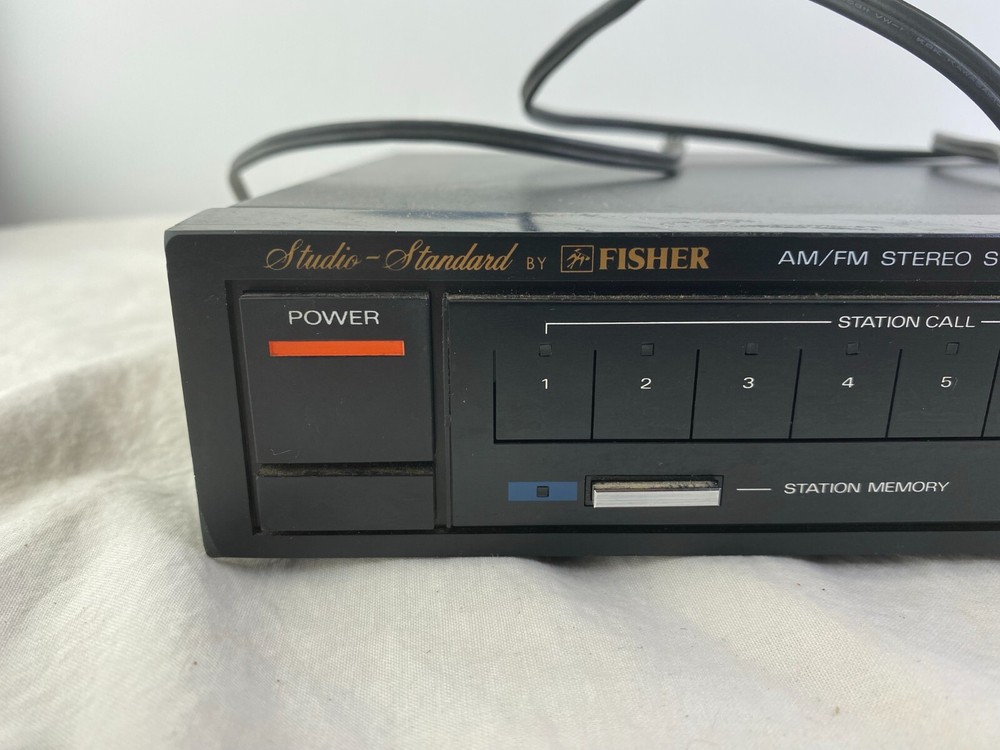 Studio-Standard BY FISHER
AM/FM STEREO S
POWER
STATION CALL
1 2 3 4 5
STATION MEMORY